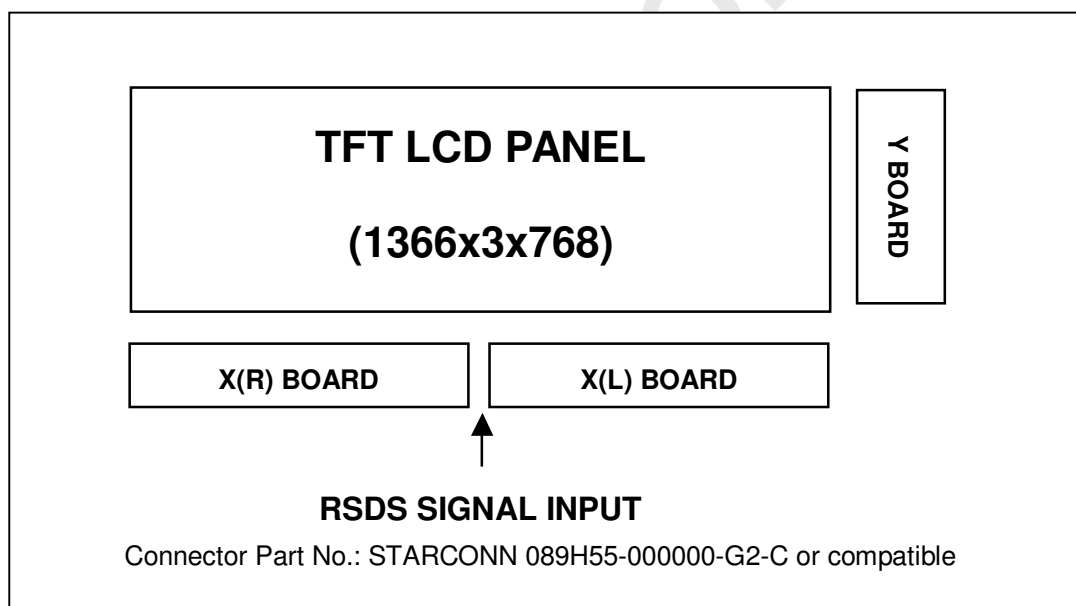 TFT LCD PANEL
(1366x3x768)
Y BOARD
X(R) BOARD
X(L) BOARD
RSDS SIGNAL INPUT
Connector Part No.: STARCONN 089H55-000000-G2-C or compatible